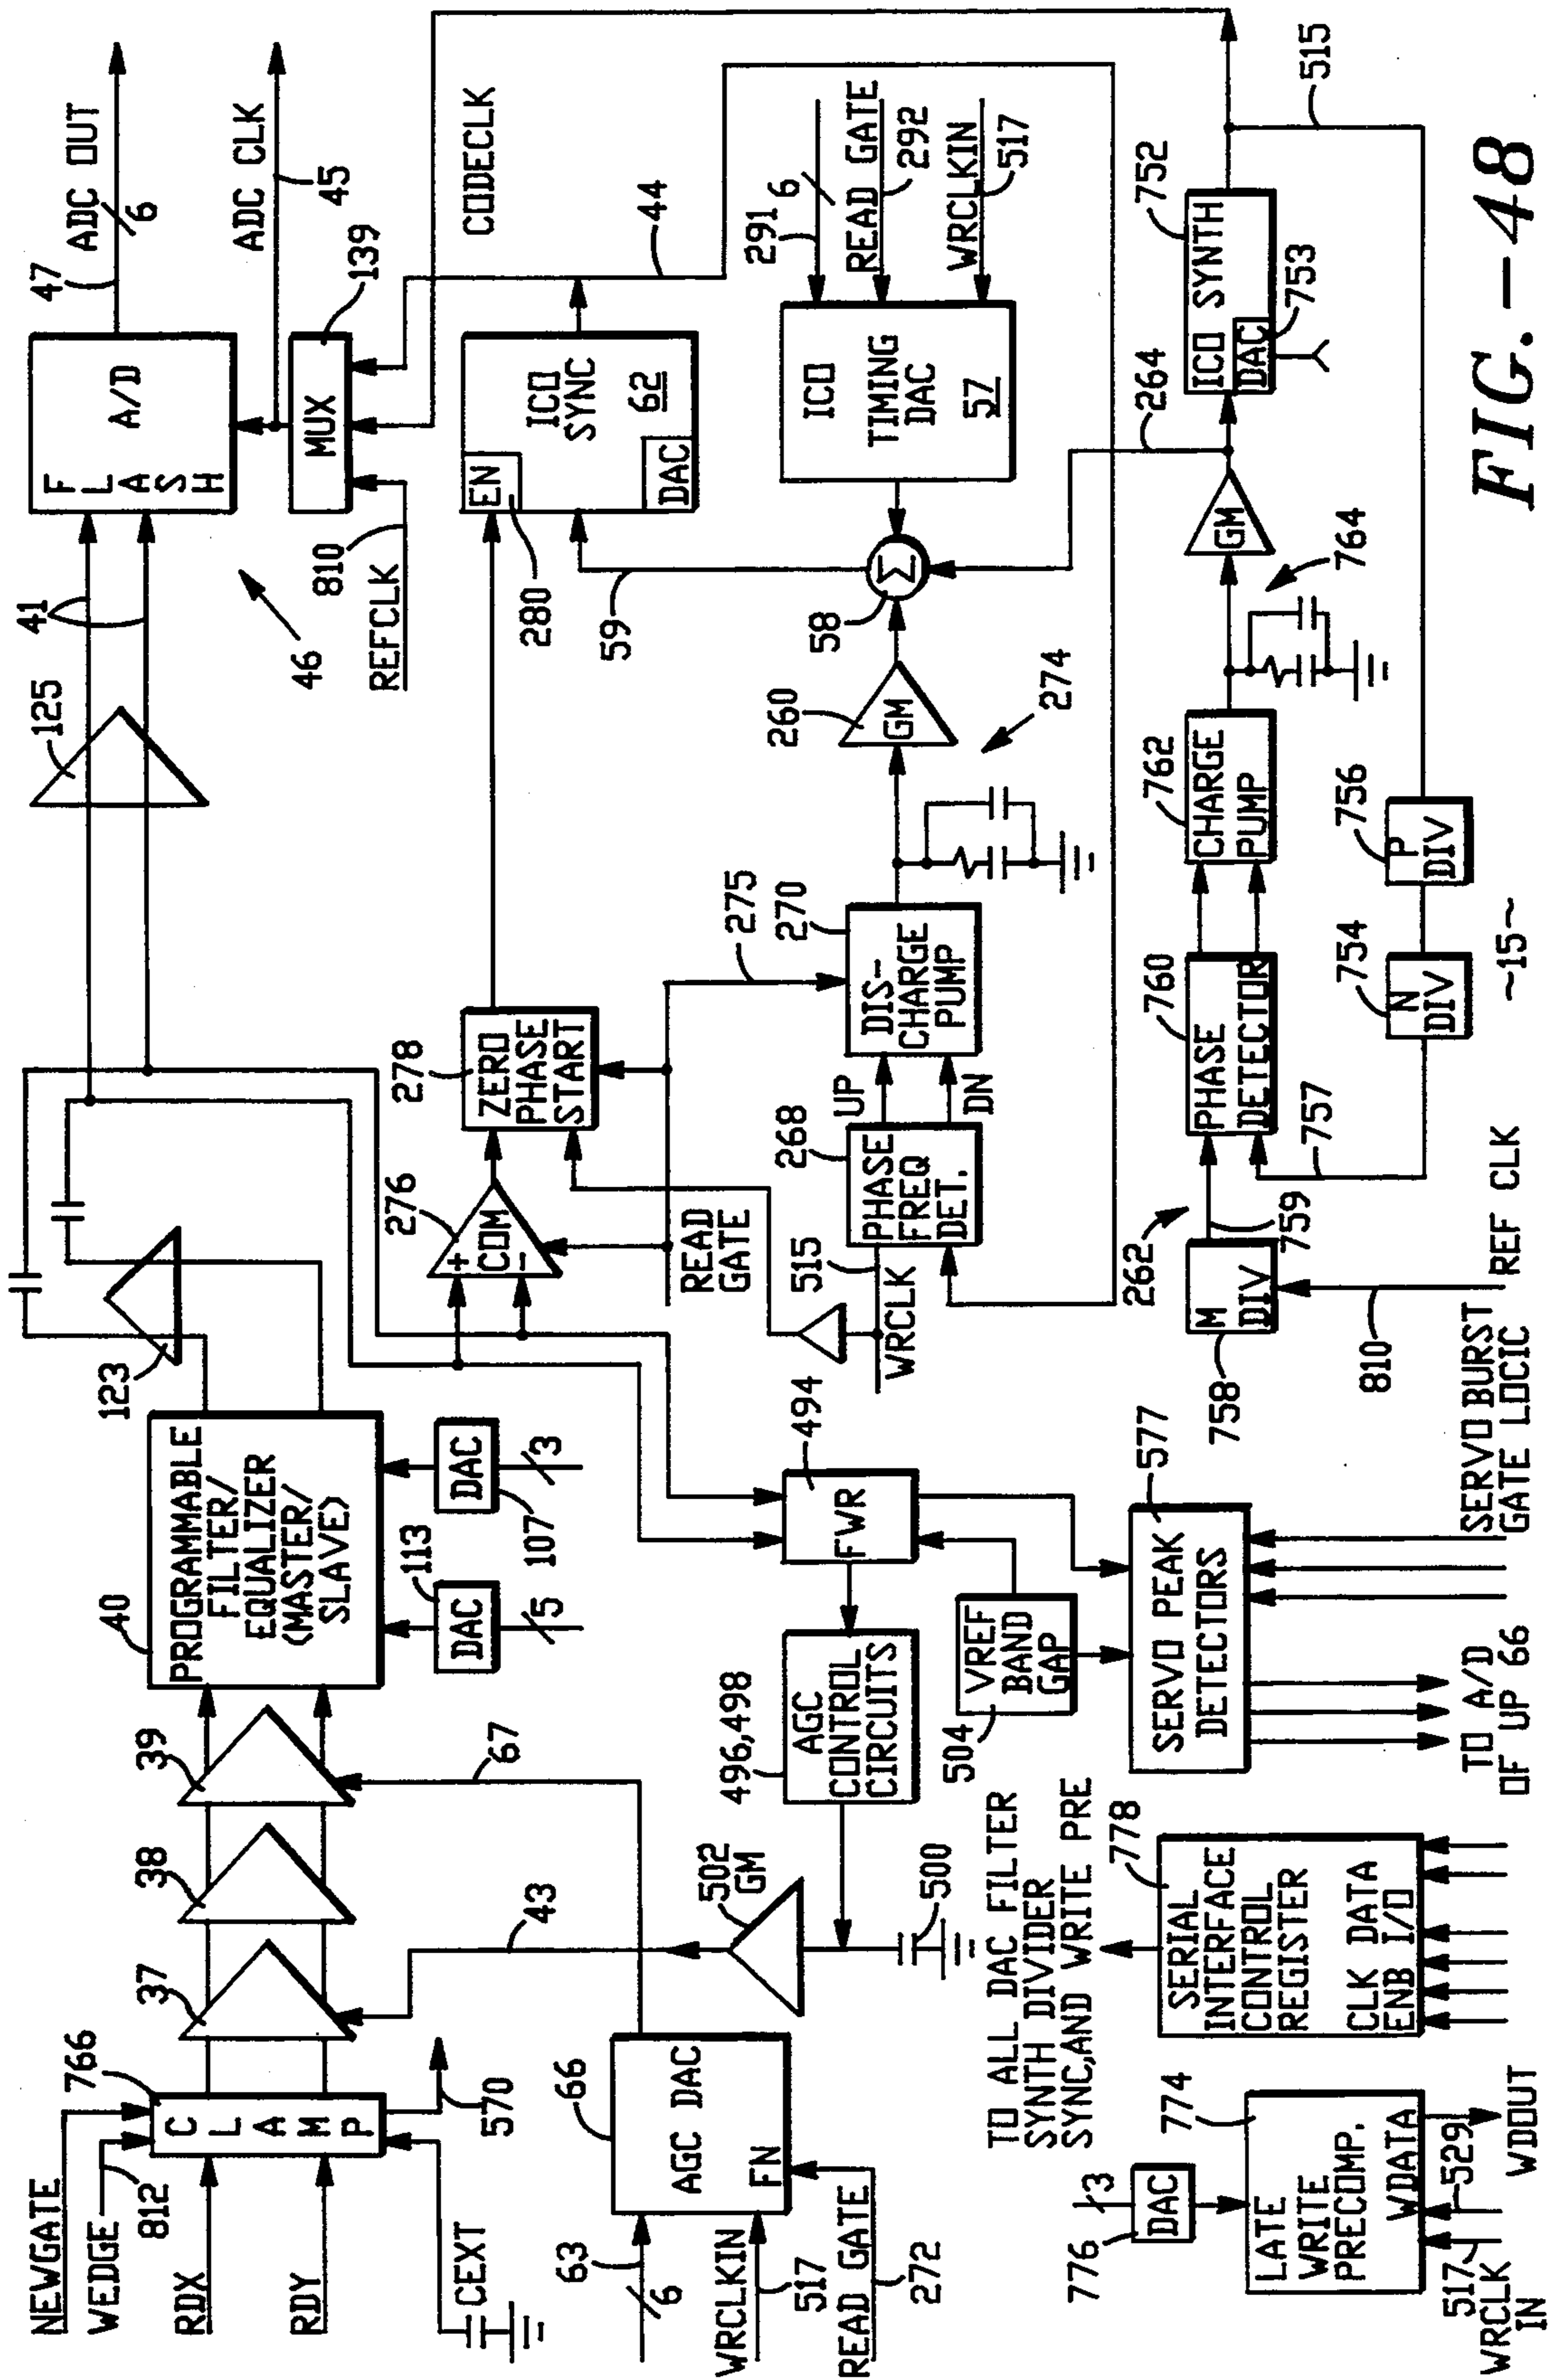 NEWGATE
WEDGE
812
RDX
RDY
CEXT
766
C
L
A
M
P
570
37
38
39
40
PROGRAMMABLE
FILTER/
EQUALIZER
(MASTER/
SLAVE)
113
DAC
5
107
DAC
3
123
125
41
46
F
L
A
S
H
A/D
47
ADC OUT
6
ADC CLK
45
139
MUX
810
REFCLK
CODECLK
43
67
63
6
66
AGC DAC
FN
WRCLKIN
517
READ GATE
272
502
GM
500
496,498
AGC
CONTROL
CIRCUITS
494
FWR
504
VREF
BAND
GAP
577
SERVO PEAK
DETECTORS
TO A/D
OF UP 66
SERVO BURST
GATE LOCIC
276
+
COM
-
READ
GATE
278
ZERO
PHASE
START
280
EN
ICO
SYNC
62
DAC
44
59
515
WRCLK
268
PHASE
FREQ
DET.
UP
DN
275
270
DIS-
CHARGE
PUMP
260
GM
274
58
Σ
ICO
TIMING
DAC
57
291
6
READ GATE
292
WRCLKIN
517
262
758
M
DIV
759
810
REF CLK
757
760
PHASE
DETECTOR
762
CHARGE
PUMP
764
GM
264
752
ICO SYNTH
DAC
753
515
754
N
DIV
756
P
DIV
~15~
776
DAC
3
774
LATE
WRITE
PRECOMP.
WDATA
517
WRCLK
IN
529
WDOUT
TO ALL DAC FILTER
SYNTH DIVIDER
SYNC,AND WRITE PRE
778
SERIAL
INTERFACE
CONTROL
REGISTER
CLK DATA
ENB I/O
FIG.-48